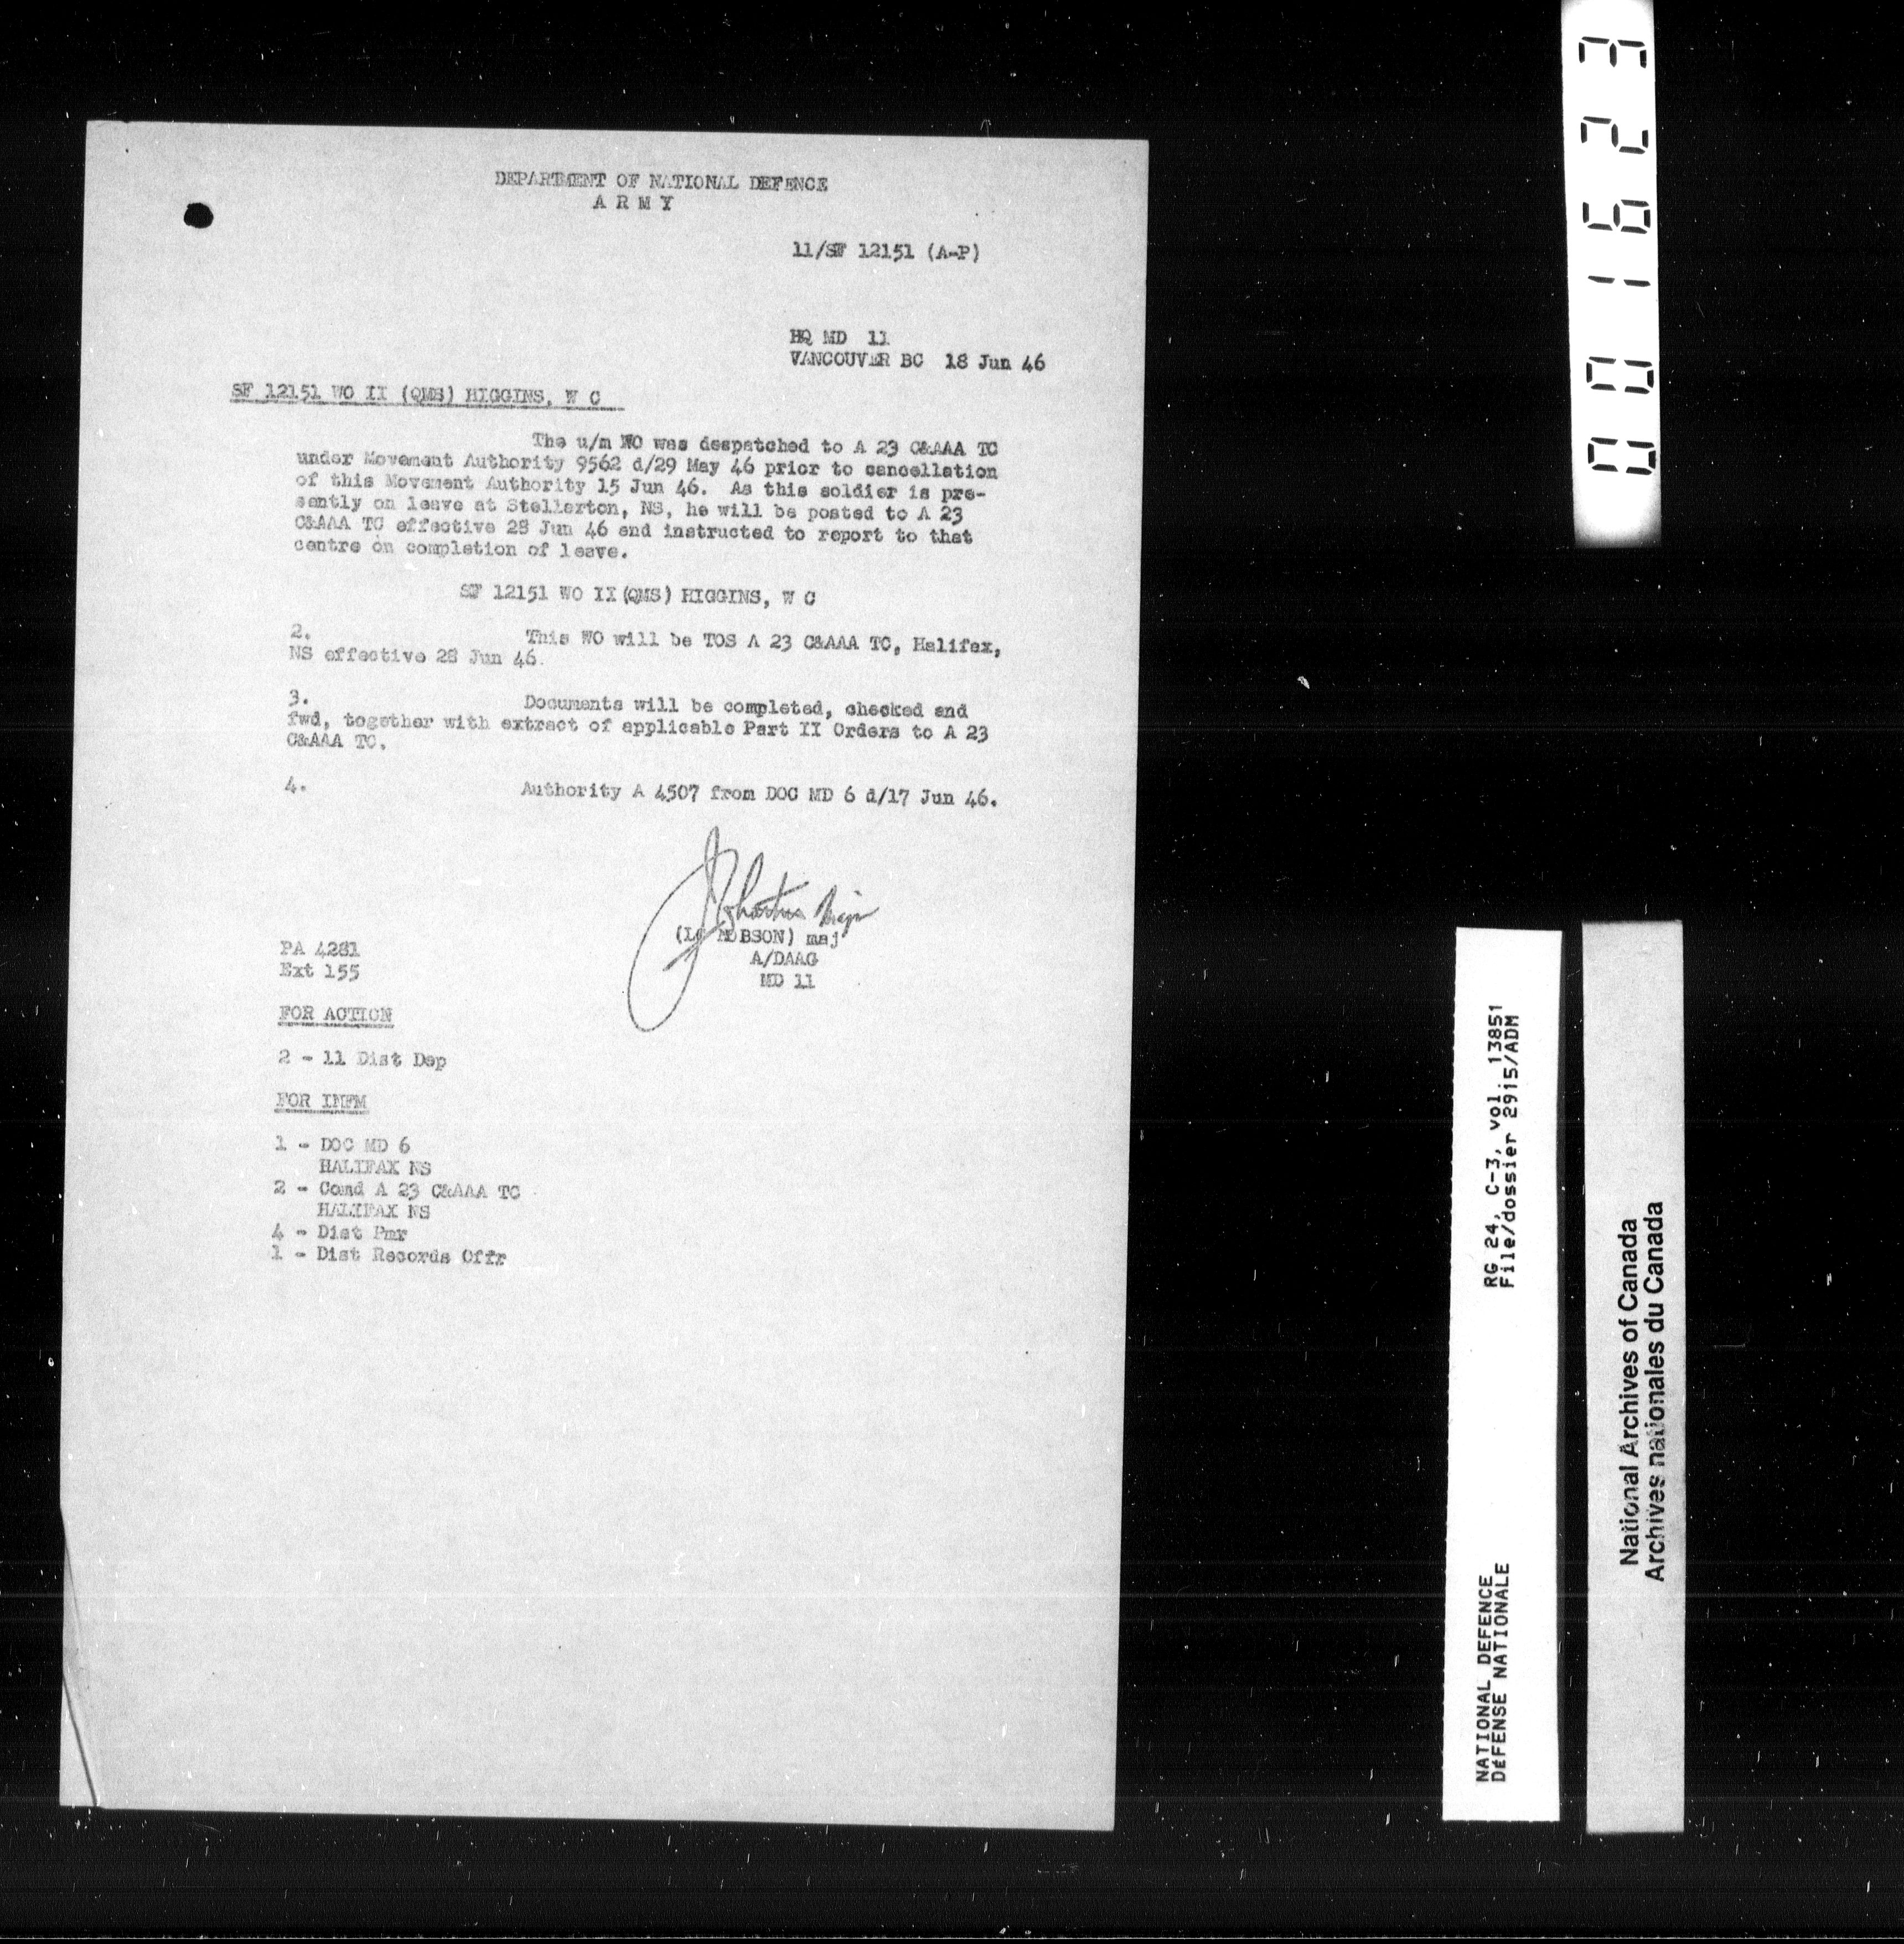 DEPARTMENT OF NATIONAL DEFENCE
A R M Y
11/SF 12151 (A-P)
HQ MD 11
VANCOUVER BC 18 Jun 46
SF 12151 WO II (QMS) HIGGINS, W C
The u/m WO was despatched to A 23 C&AAA TC
under Movement Authority 9562 d/29 May 46 prior to cancellation
of this Movement Authority 15 Jun 46. As this soldier is pre-
sently on leave at Stellarton, NS, he will be posted to A 23
C&AAA TC effective 28 Jun 46 and instructed to report to that
centre on completion of leave.
SF 12151 WO II (QMS) HIGGINS, W C
2. This WO will be TOS A 23 C&AAA TC, Halifax,
NS effective 28 Jun 46.
3. Documents will be completed, checked and
fwd, together with extract of applicable Part II Orders to A 23
C&AAA TC.
4. Authority A 4507 from DOC MD 6 d/17 Jun 46.
maj
A/DAAG
MD 11
PA 4281
Ext 155
FOR ACTION
2 - 11 Dist Dep
FOR INFM
1 - DOC MD 6
HALIFAX NS
2 - Comd A 23 C&AAA TC
HALIFAX NS
4 - Dist Pmr
1 - Dist Records Offr
001623
RG 24, C-3, vol. 13851
File/dossier 2915/ADM
NATIONAL DEFENCE
DéFENSE NATIONALE
National Archives of Canada
Archives nationales du Canada